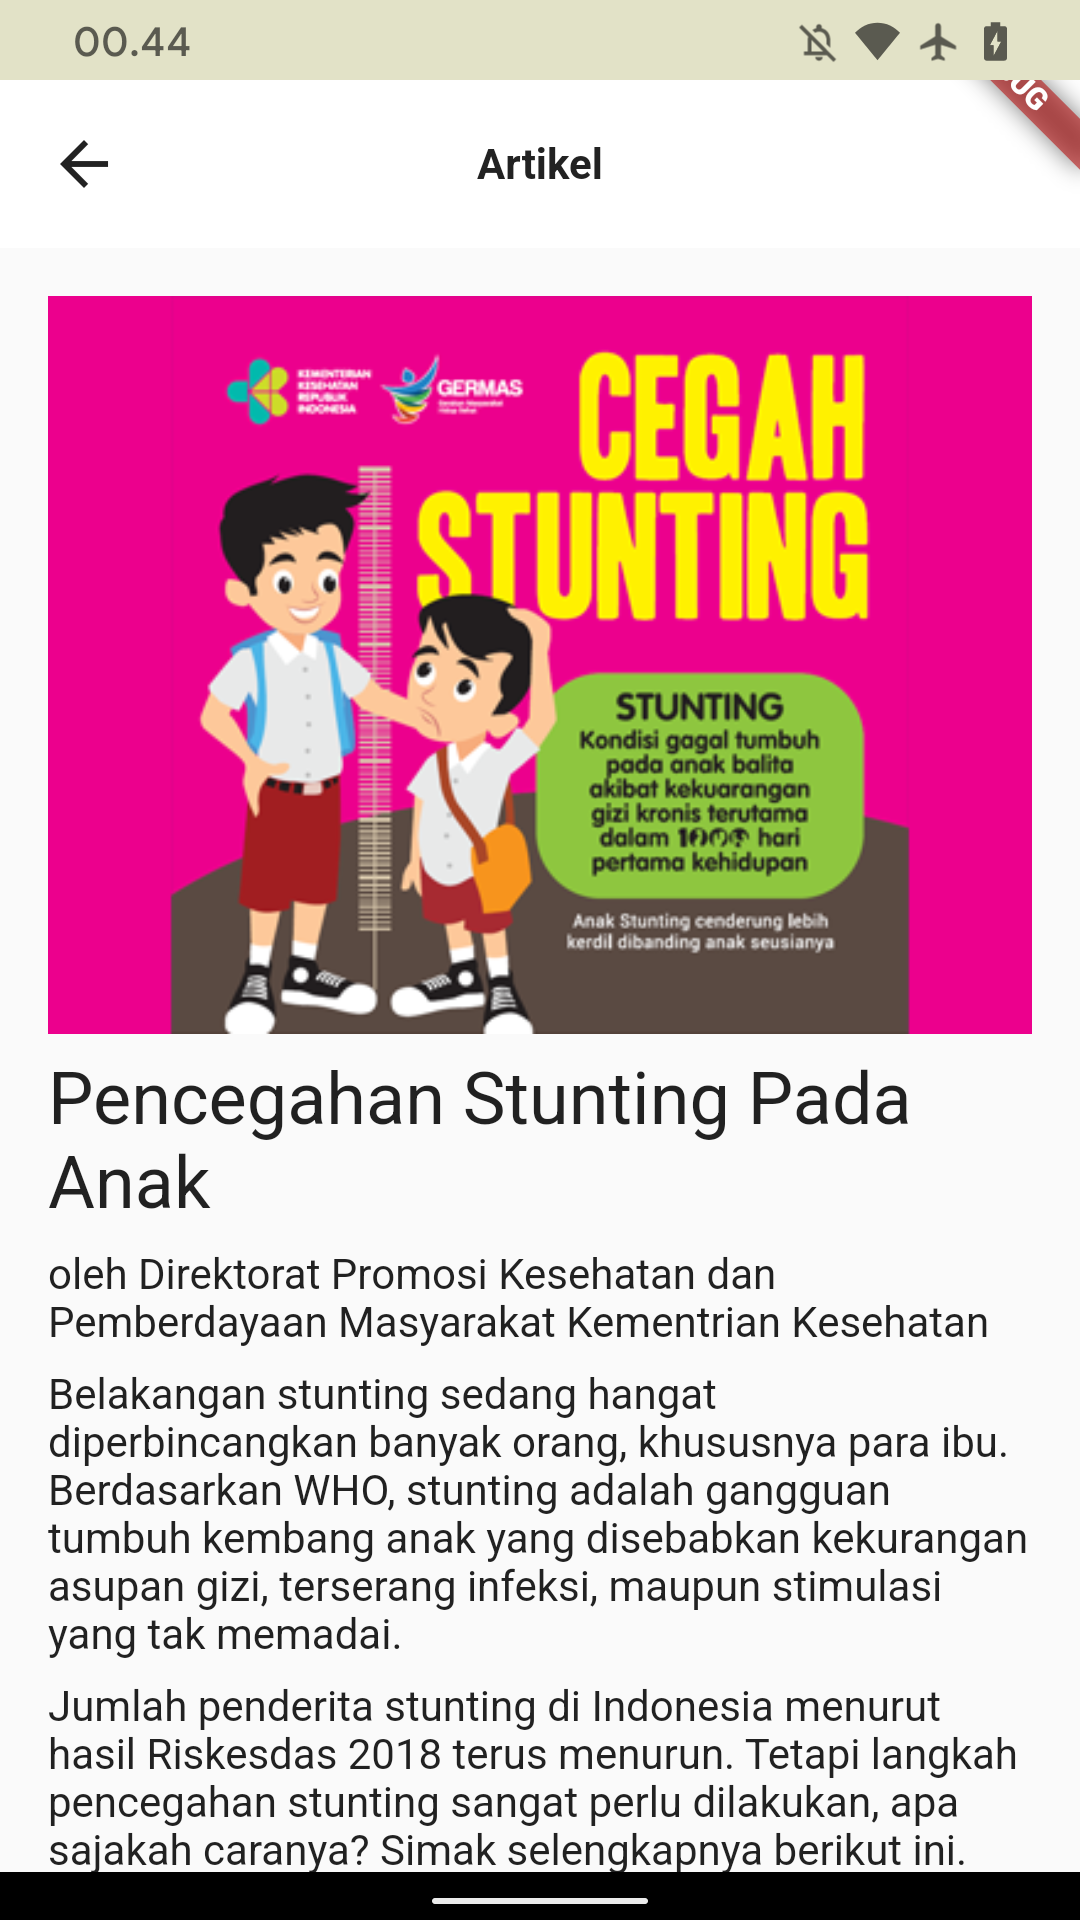 00.44
UG
Artikel
KEMENTERIAN
KESEHATAN
REPUBLIK
INDONESIA
GERMAS
CEGAH
STUNTING
STUNTING
Kondisi gagal tumbuh
pada anak balita
akibat kekuarangan
gizi kronis terutama
dalam 1000 hari
pertama kehidupan
Anak Stunting cenderung lebih
kerdil dibanding anak seusianya
Pencegahan Stunting Pada
Anak
oleh Direktorat Promosi Kesehatan dan
Pemberdayaan Masyarakat Kementrian Kesehatan
Belakangan stunting sedang hangat
diperbincangkan banyak orang, khususnya para ibu.
Berdasarkan WHO, stunting adalah gangguan
tumbuh kembang anak yang disebabkan kekurangan
asupan gizi, terserang infeksi, maupun stimulasi
yang tak memadai.
Jumlah penderita stunting di Indonesia menurut
hasil Riskesdas 2018 terus menurun. Tetapi langkah
pencegahan stunting sangat perlu dilakukan, apa
sajakah caranya? Simak selengkapnya berikut ini.